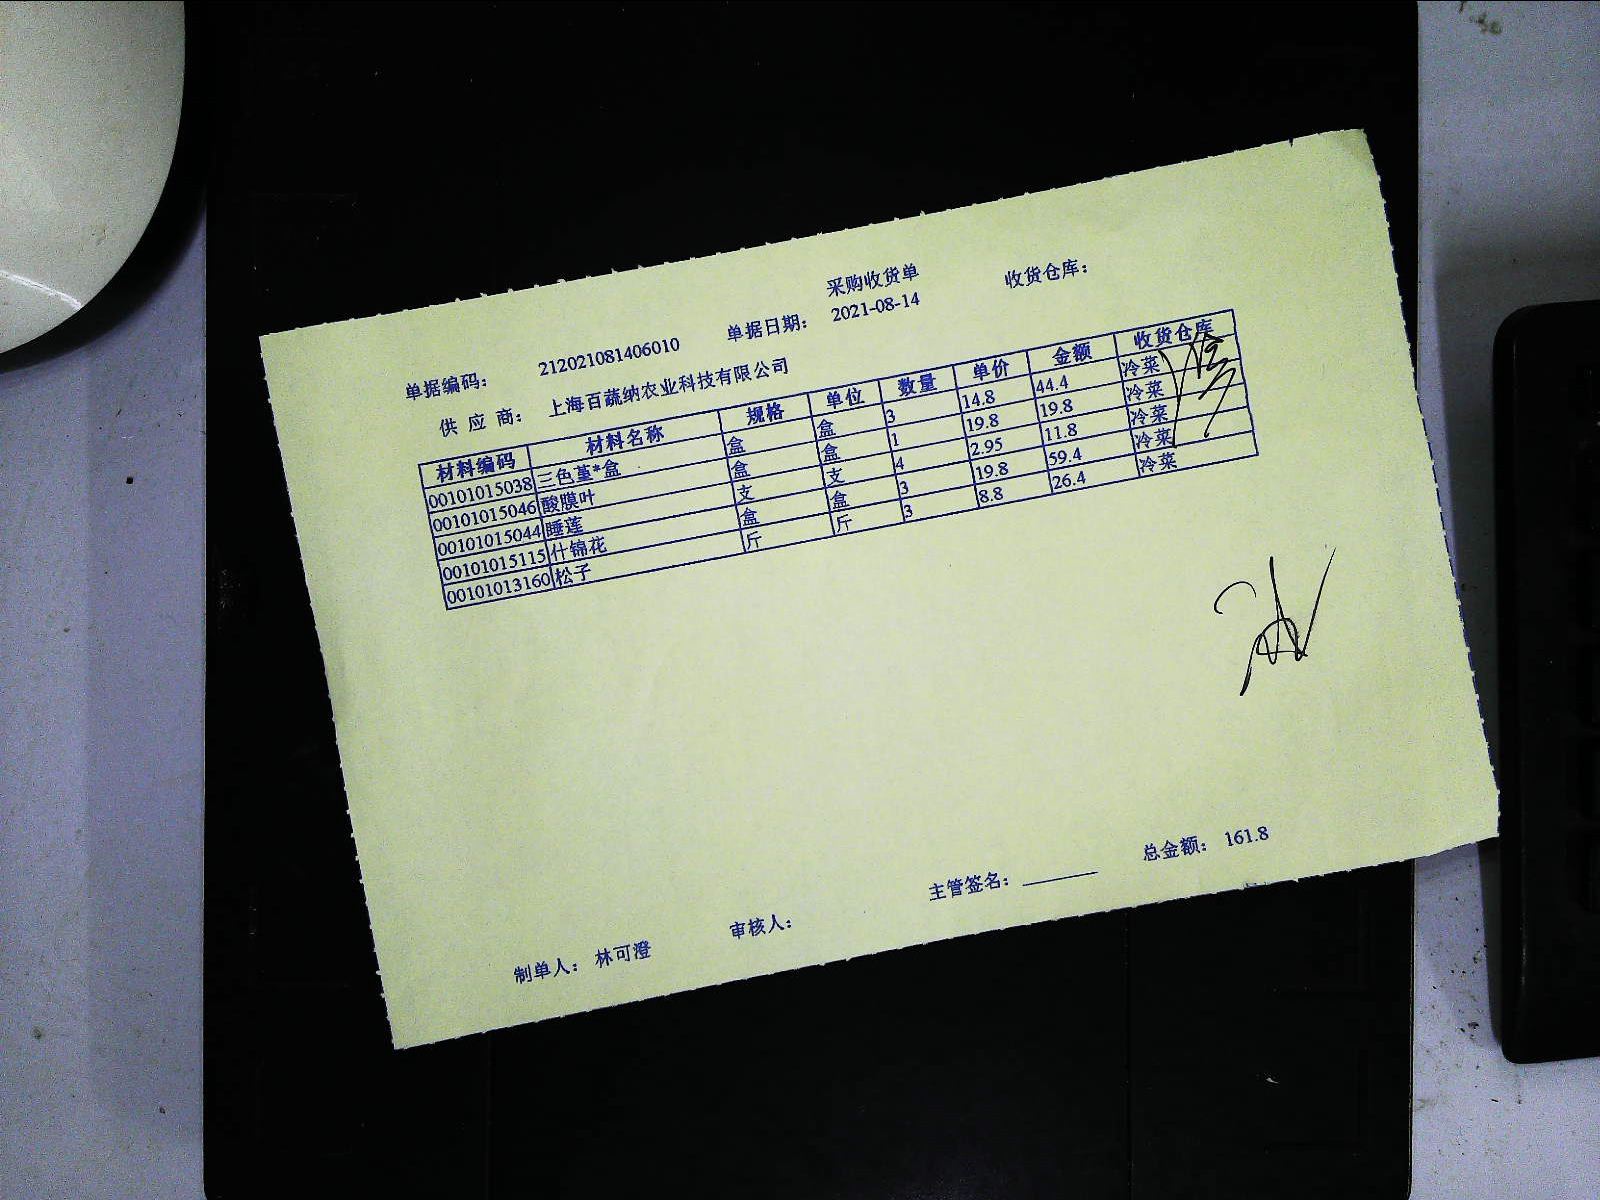 采购收货单
单据编码： 212021081406010 单据日期： 2021-08-14 收货仓库：
供 应 商： 上海百蔬纳农业科技有限公司
材料编码 材料名称 规格 单位 数量 单价 金额 收货仓库
00101015038 三色堇*盒 盒 盒 3 14.8 44.4 冷菜
00101015046 酸膜叶 盒 盒 1 19.8 19.8 冷菜
00101015044 睡莲 支 支 4 2.95 11.8 冷菜
00101015115 什锦花 盒 盒 3 19.8 59.4 冷菜
00101013160 松子 斤 斤 3 8.8 26.4 冷菜
总金额： 161.8
制单人： 林可澄 审核人： 主管签名：